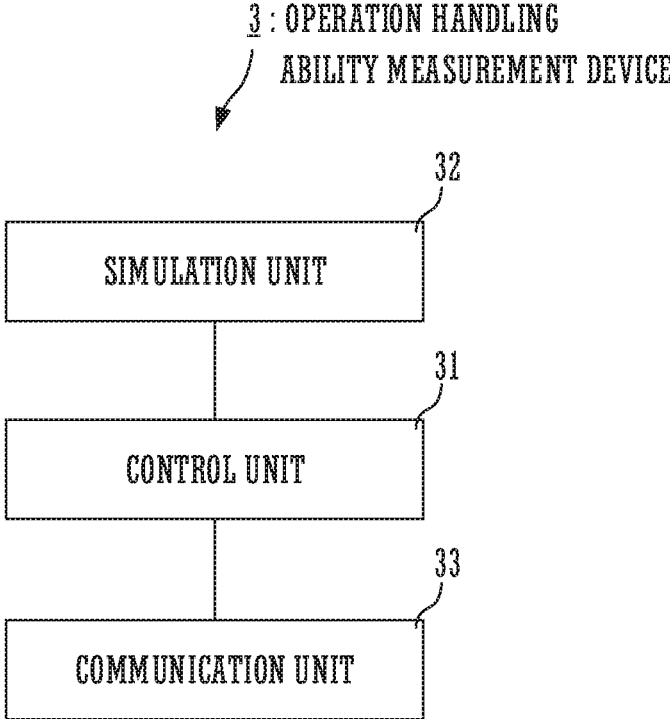 3 : OPERATION HANDLING
ABILITY MEASUREMENT DEVICE
32
SIMULATION UNIT
31
CONTROL UNIT
33
COMMUNICATION UNIT